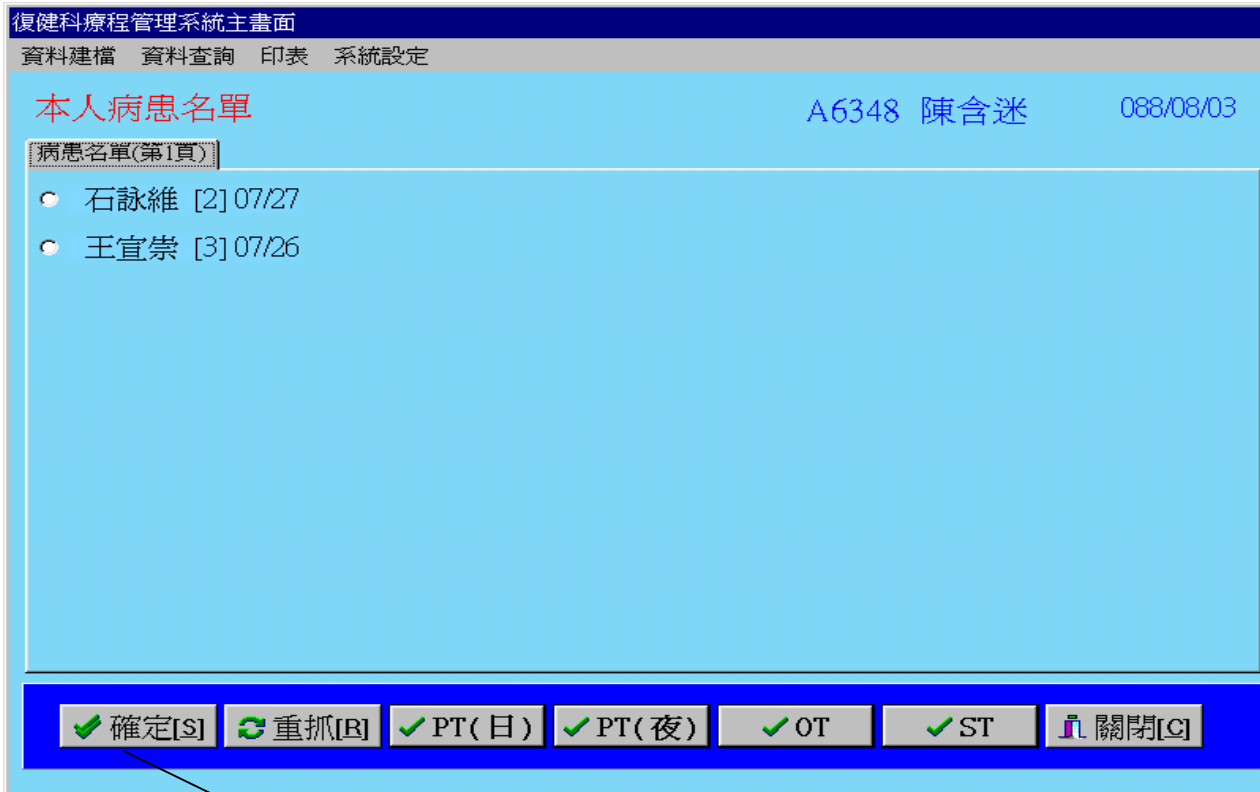 復健科療程管理系統主畫面
資料建檔 資料查詢 印表 系統設定
本人病患名單 A6348 陳含迷 088/08/03
病患名單(第1頁)
石詠維 [2] 07/27
王宣崇 [3] 07/26
確定[S] 重抓[R] PT(日) PT(夜) OT ST 關閉[C]